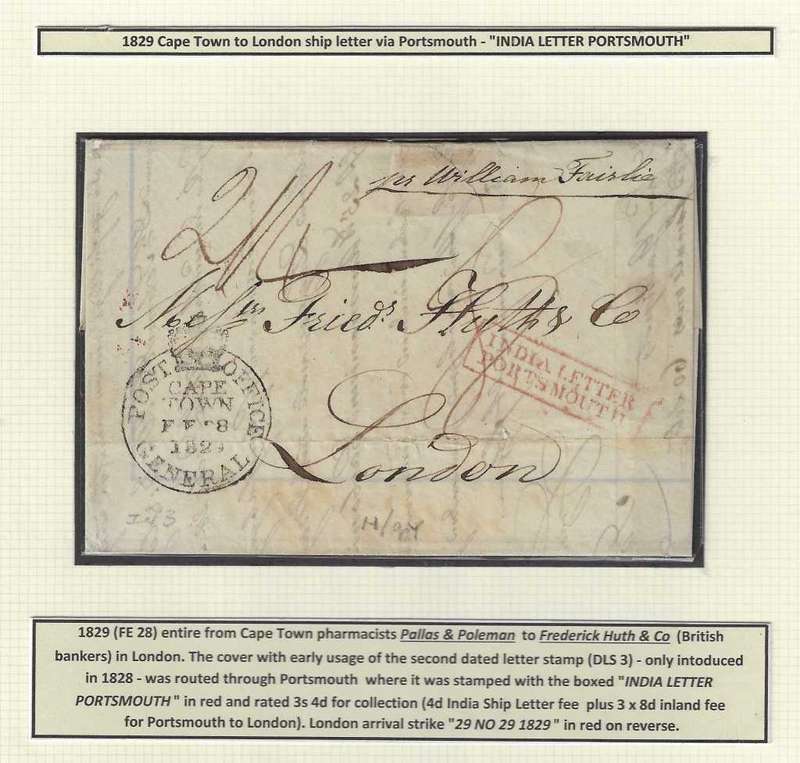 1829 Cape Town to London ship letter via Portsmouth - "INDIA LETTER PORTSMOUTH"
pr William Fairlie
Messrs Friedk Huth & Co
INDIA LETTER
PORTSMOUTH
POST OFFICE
CAPE
TOWN
FE 28
1829
GENERAL
London
1829 (FE 28) entire from Cape Town pharmacists Pallas & Poleman to Frederick Huth & Co (British
bankers) in London. The cover with early usage of the second dated letter stamp (DLS 3) - only intoduced
in 1828 - was routed through Portsmouth where it was stamped with the boxed "INDIA LETTER
PORTSMOUTH" in red and rated 3s 4d for collection (4d India Ship Letter fee plus 3 x 8d inland fee
for Portsmouth to London). London arrival strike "29 NO 29 1829" in red on reverse.